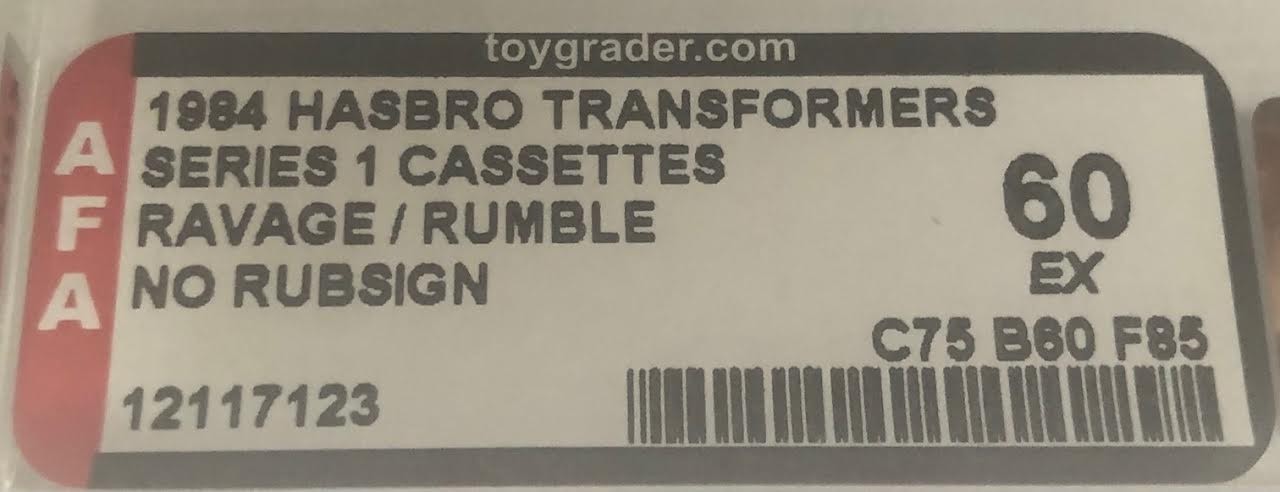 toygrader.com
AFA
1984 HASBRO TRANSFORMERS
SERIES 1 CASSETTES
RAVAGE / RUMBLE
NO RUBSIGN
60
EX
C75 B60 F85
12117123